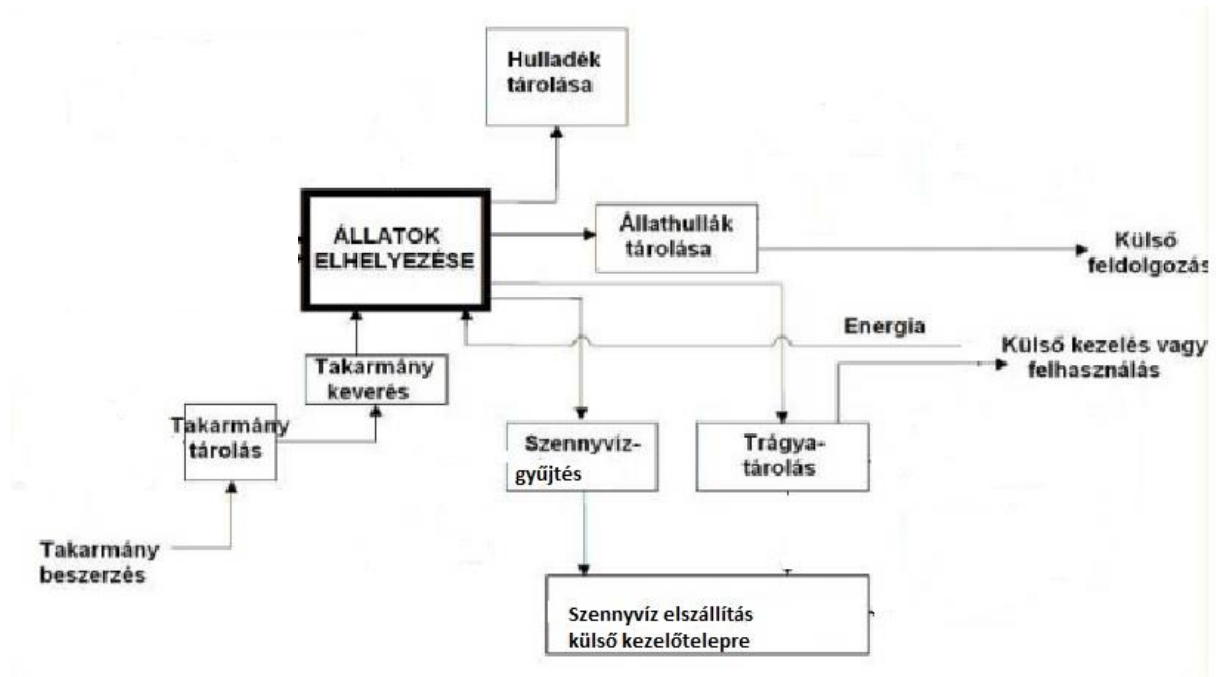 Hulladék
tárolása
ÁLLATOK
ELHELYEZÉSE
Állathullák
tárolása
Külső
feldolgozás
Energia
Külső kezelés vagy
felhasználás
Takarmány
keverés
Takarmány
tárolás
Szennyvíz-
gyűjtés
Trágya-
tárolás
Takarmány
beszerzés
Szennyvíz elszállítás
külső kezelőtelepre